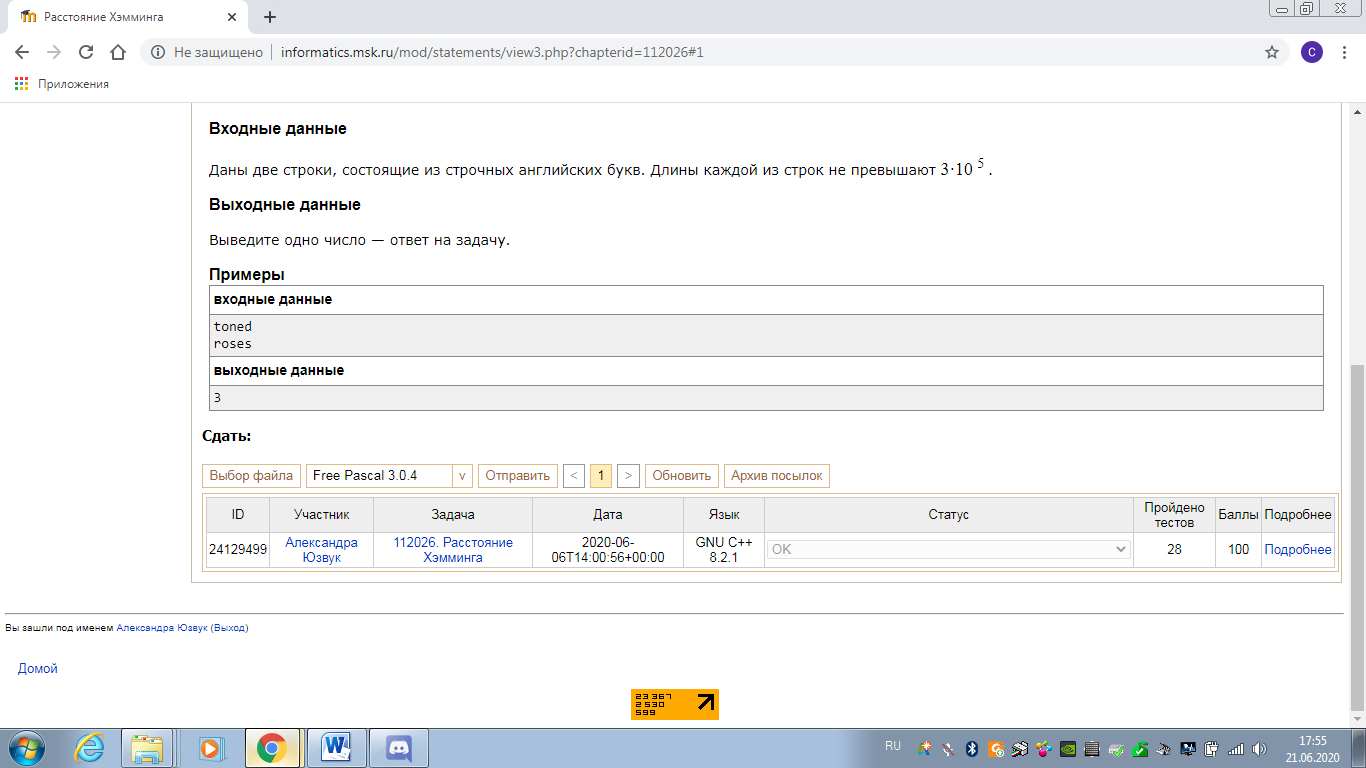 Расстояние Хэмминга
Не защищено
informatics.msk.ru/mod/statements/view3.php?chapterid=112026#1
C
Приложения
Входные данные
Даны две строки, состоящие из строчных английских букв. Длины каждой из строк не превышают 3·10 5 .
Выходные данные
Выведите одно число — ответ на задачу.
Примеры
входные данные
toned
roses
выходные данные
3
Сдать:
Выбор файла Free Pascal 3.0.4 v Отправить < 1 > Обновить Архив посылок
ID Участник Задача Дата Язык Статус Пройдено тестов Баллы Подробнее
24129499 Александра Юзвук 112026. Расстояние Хэмминга 2020-06-06T14:00:56+00:00 GNU C++ 8.2.1 OK 28 100 Подробнее
Вы зашли под именем Александра Юзвук (Выход)
Домой
23 367
2 530
599
RU
17:55
21.06.2020